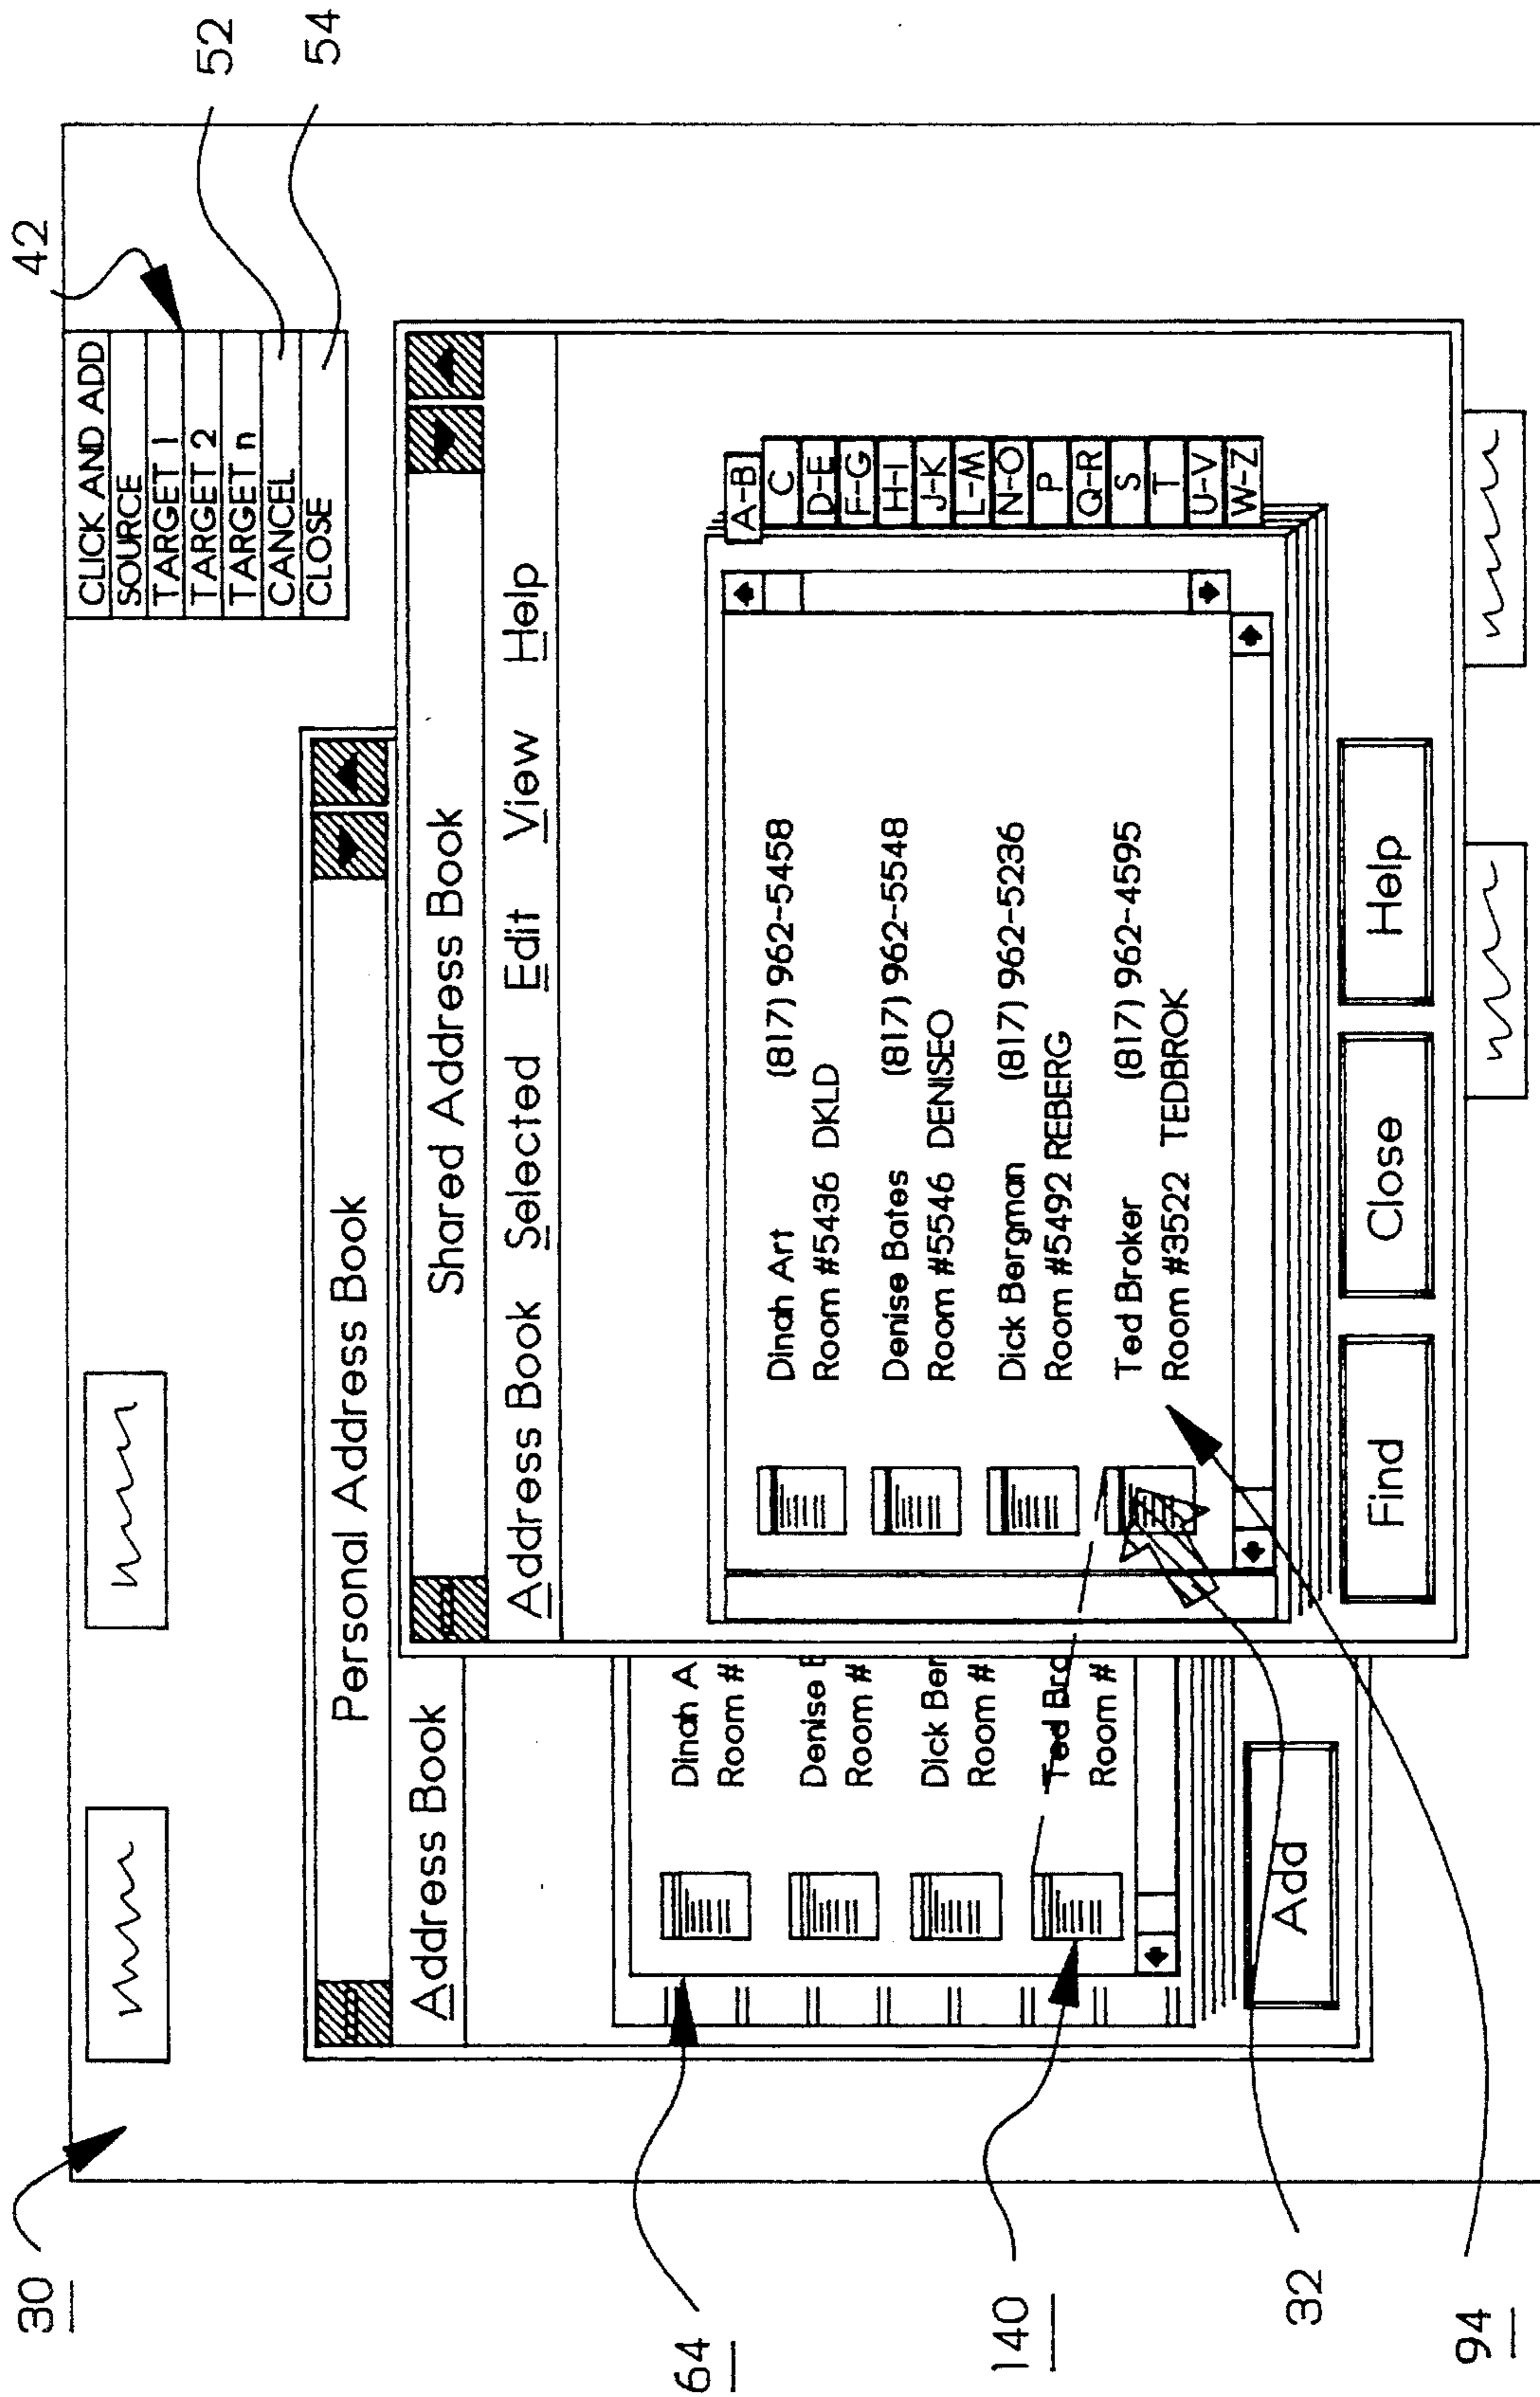 30
42
52
54
CLICK AND ADD
SOURCE
TARGET 1
TARGET 2
TARGET n
CANCEL
CLOSE
Personal Address Book
Address Book
Shared Address Book
Address Book Selected Edit View Help
Dinah A
Room #
Denise B
Room #
Dick Ber
Room #
Ted Bro
Room #
Add
Dinah Art (817) 962-5458
Room #5436 DKLD
Denise Bates (817) 962-5548
Room #5546 DENISEO
Dick Bergman (817) 962-5236
Room #5492 REBERG
Ted Broker (817) 962-4595
Room #3522 TEDBROK
A-B
C
D-E
F-G
H-I
J-K
L-M
N-O
P
Q-R
S
T
U-V
W-Z
Find Close Help
64
140
32
94